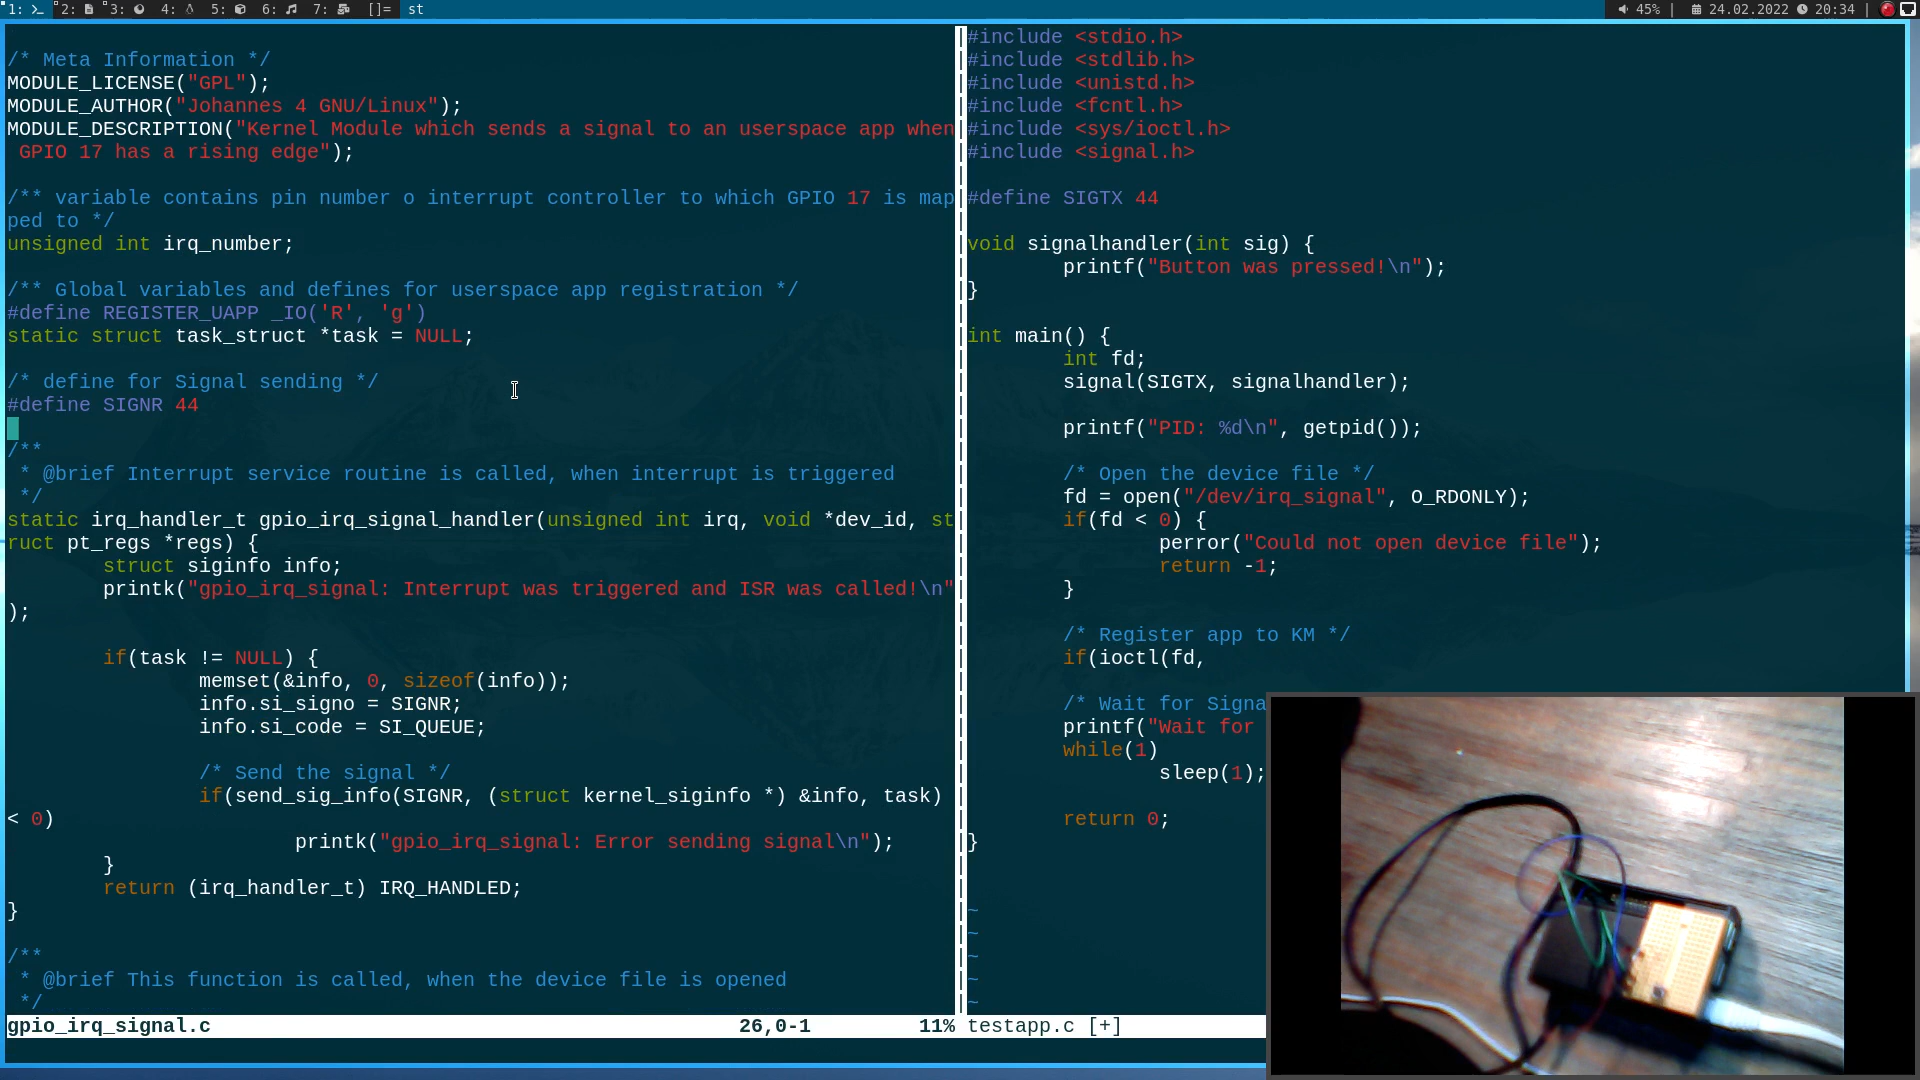 1: 2: 3: 4: 5: 6: 7: []= st 45% | 24.02.2022 20:34 |
/* Meta Information */
MODULE_LICENSE("GPL");
MODULE_AUTHOR("Johannes 4 GNU/Linux");
MODULE_DESCRIPTION("Kernel Module which sends a signal to an userspace app when
 GPIO 17 has a rising edge");
/** variable contains pin number o interrupt controller to which GPIO 17 is map
ped to */
unsigned int irq_number;
/** Global variables and defines for userspace app registration */
#define REGISTER_UAPP _IO('R', 'g')
static struct task_struct *task = NULL;
/* define for Signal sending */
#define SIGNR 44
/**
 * @brief Interrupt service routine is called, when interrupt is triggered
 */
static irq_handler_t gpio_irq_signal_handler(unsigned int irq, void *dev_id, st
ruct pt_regs *regs) {
        struct siginfo info;
        printk("gpio_irq_signal: Interrupt was triggered and ISR was called!\n"
);
        if(task != NULL) {
                memset(&info, 0, sizeof(info));
                info.si_signo = SIGNR;
                info.si_code = SI_QUEUE;
                /* Send the signal */
                if(send_sig_info(SIGNR, (struct kernel_siginfo *) &info, task)
< 0)
                        printk("gpio_irq_signal: Error sending signal\n");
        }
        return (irq_handler_t) IRQ_HANDLED;
}
/**
 * @brief This function is called, when the device file is opened
 */
gpio_irq_signal.c 26,0-1 11%
#include <stdio.h>
#include <stdlib.h>
#include <unistd.h>
#include <fcntl.h>
#include <sys/ioctl.h>
#include <signal.h>
#define SIGTX 44
void signalhandler(int sig) {
        printf("Button was pressed!\n");
}
int main() {
        int fd;
        signal(SIGTX, signalhandler);
        printf("PID: %d\n", getpid());
        /* Open the device file */
        fd = open("/dev/irq_signal", O_RDONLY);
        if(fd < 0) {
                perror("Could not open device file");
                return -1;
        }
        /* Register app to KM */
        if(ioctl(fd,
        /* Wait for Signa
        printf("Wait for
        while(1)
                sleep(1);
        return 0;
}
~
~
~
~
~
testapp.c [+]